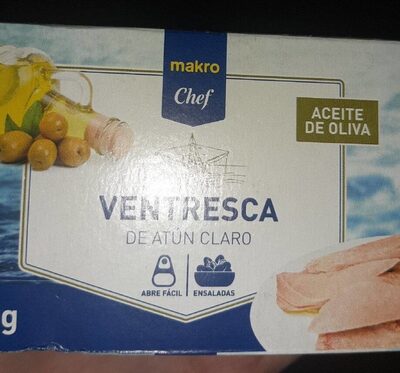 makro
Chef
ACEITE
DE OLIVA
VENTRESCA
DE ATÚN CLARO
ABRE FÁCIL
ENSALADAS
g